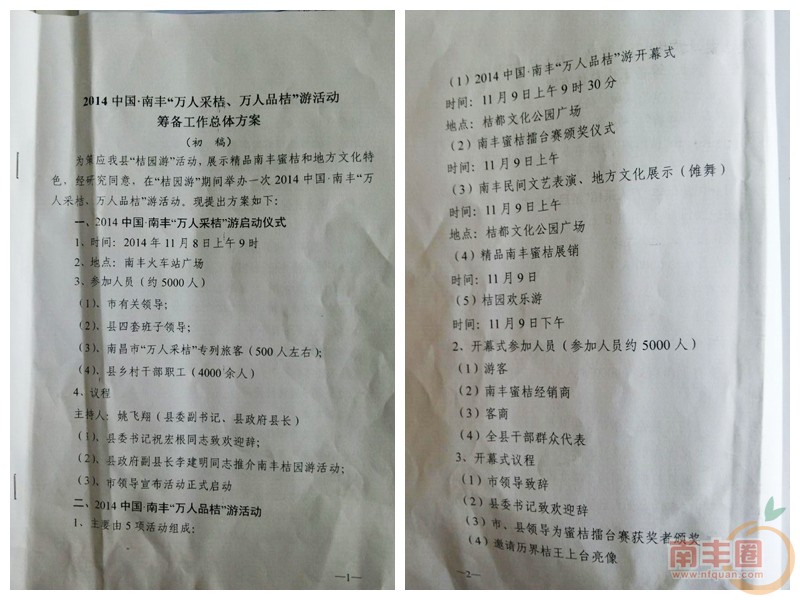 2014中国·南丰“万人采桔、万人品桔”游活动
筹备工作总体方案
（初 稿）
为策应我县“桔园游”活动，展示精品南丰蜜桔和地方文化特
色，经研究同意，在“桔园游”期间举办一次2014中国·南丰“万
人采桔、万人品桔”游活动。现提出方案如下：
一、2014中国·南丰“万人采桔”游启动仪式
1、时间：2014年11月8日上午9时
2、地点：南丰火车站广场
3、参加人员（约5000人）
（1）、市有关领导；
（2）、县四套班子领导；
（3）、南昌市“万人采桔”专列旅客（500人左右）；
（4）、县乡村干部职工（4000余人）
4、议程
主持人：姚飞翔（县委副书记、县政府县长）
（1）、县委书记祝宏根同志致欢迎辞；
（2）、县政府副县长李建明同志推介南丰桔园游活动；
（3）、市领导宣布活动正式启动
二、2014中国·南丰“万人品桔”游活动
1、主要由5项活动组成：
—1—
（1）2014中国·南丰“万人品桔”游开幕式
时间：11月9日上午9时30分
地点：桔都文化公园广场
（2）南丰蜜桔擂台赛颁奖仪式
时间：11月9日上午
（3）南丰民间文艺表演、地方文化展示（傩舞）
时间：11月9日上午
地点：桔都文化公园广场
（4）精品南丰蜜桔展销
时间：11月9日
（5）桔园欢乐游
时间：11月9日下午
2、开幕式参加人员（参加人员约5000人）
（1）游客
（2）南丰蜜桔经销商
（3）客商
（4）全县干部群众代表
3、开幕式议程
（1）市领导致辞
（2）县委书记致欢迎辞
（3）市、县领导为蜜桔擂台赛获奖者颁奖
（4）邀请历界桔王上台亮像
—2—
南丰圈
www.nfquan.com